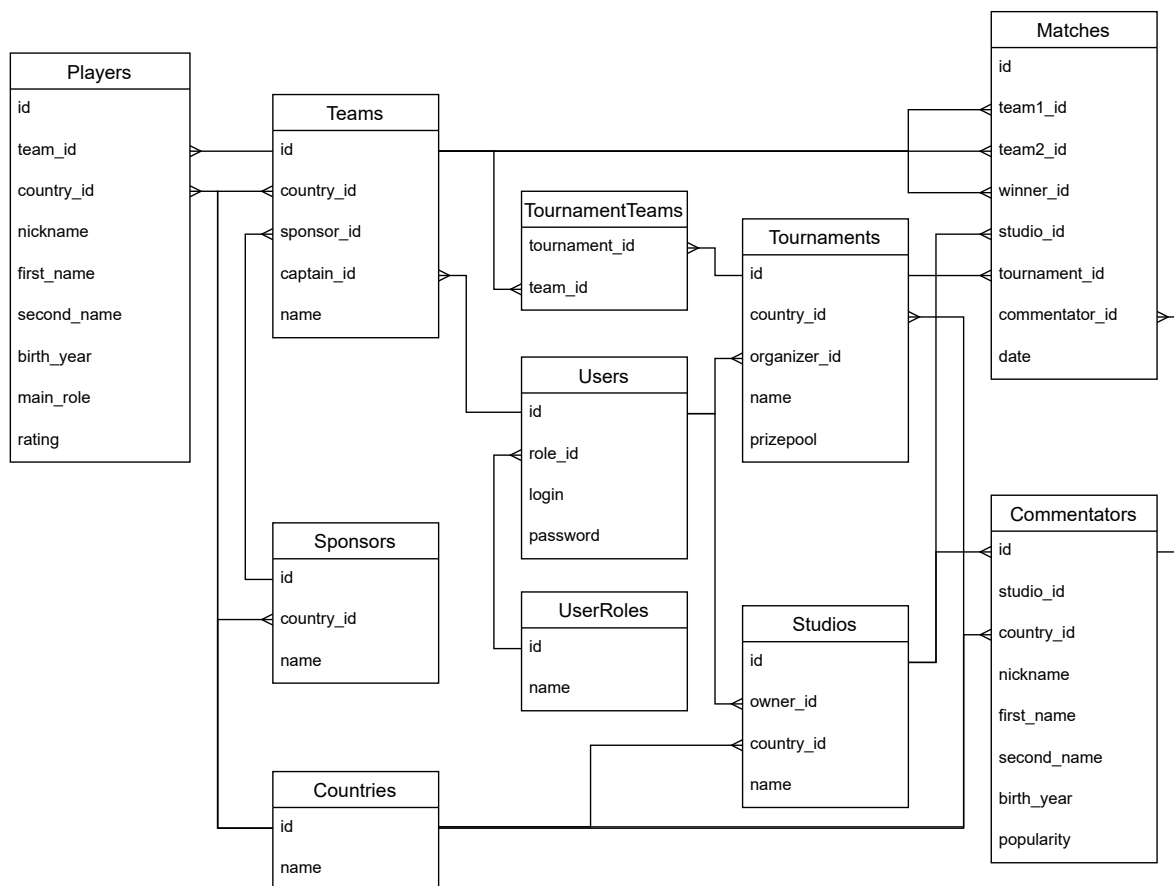 Players
id
team_id
country_id
nickname
first_name
second_name
birth_year
main_role
rating
Teams
id
country_id
sponsor_id
captain_id
name
Sponsors
id
country_id
name
Countries
id
name
TournamentTeams
tournament_id
team_id
Users
id
role_id
login
password
UserRoles
id
name
Tournaments
id
country_id
organizer_id
name
prizepool
Studios
id
owner_id
country_id
name
Matches
id
team1_id
team2_id
winner_id
studio_id
tournament_id
commentator_id
date
Commentators
id
studio_id
country_id
nickname
first_name
second_name
birth_year
popularity